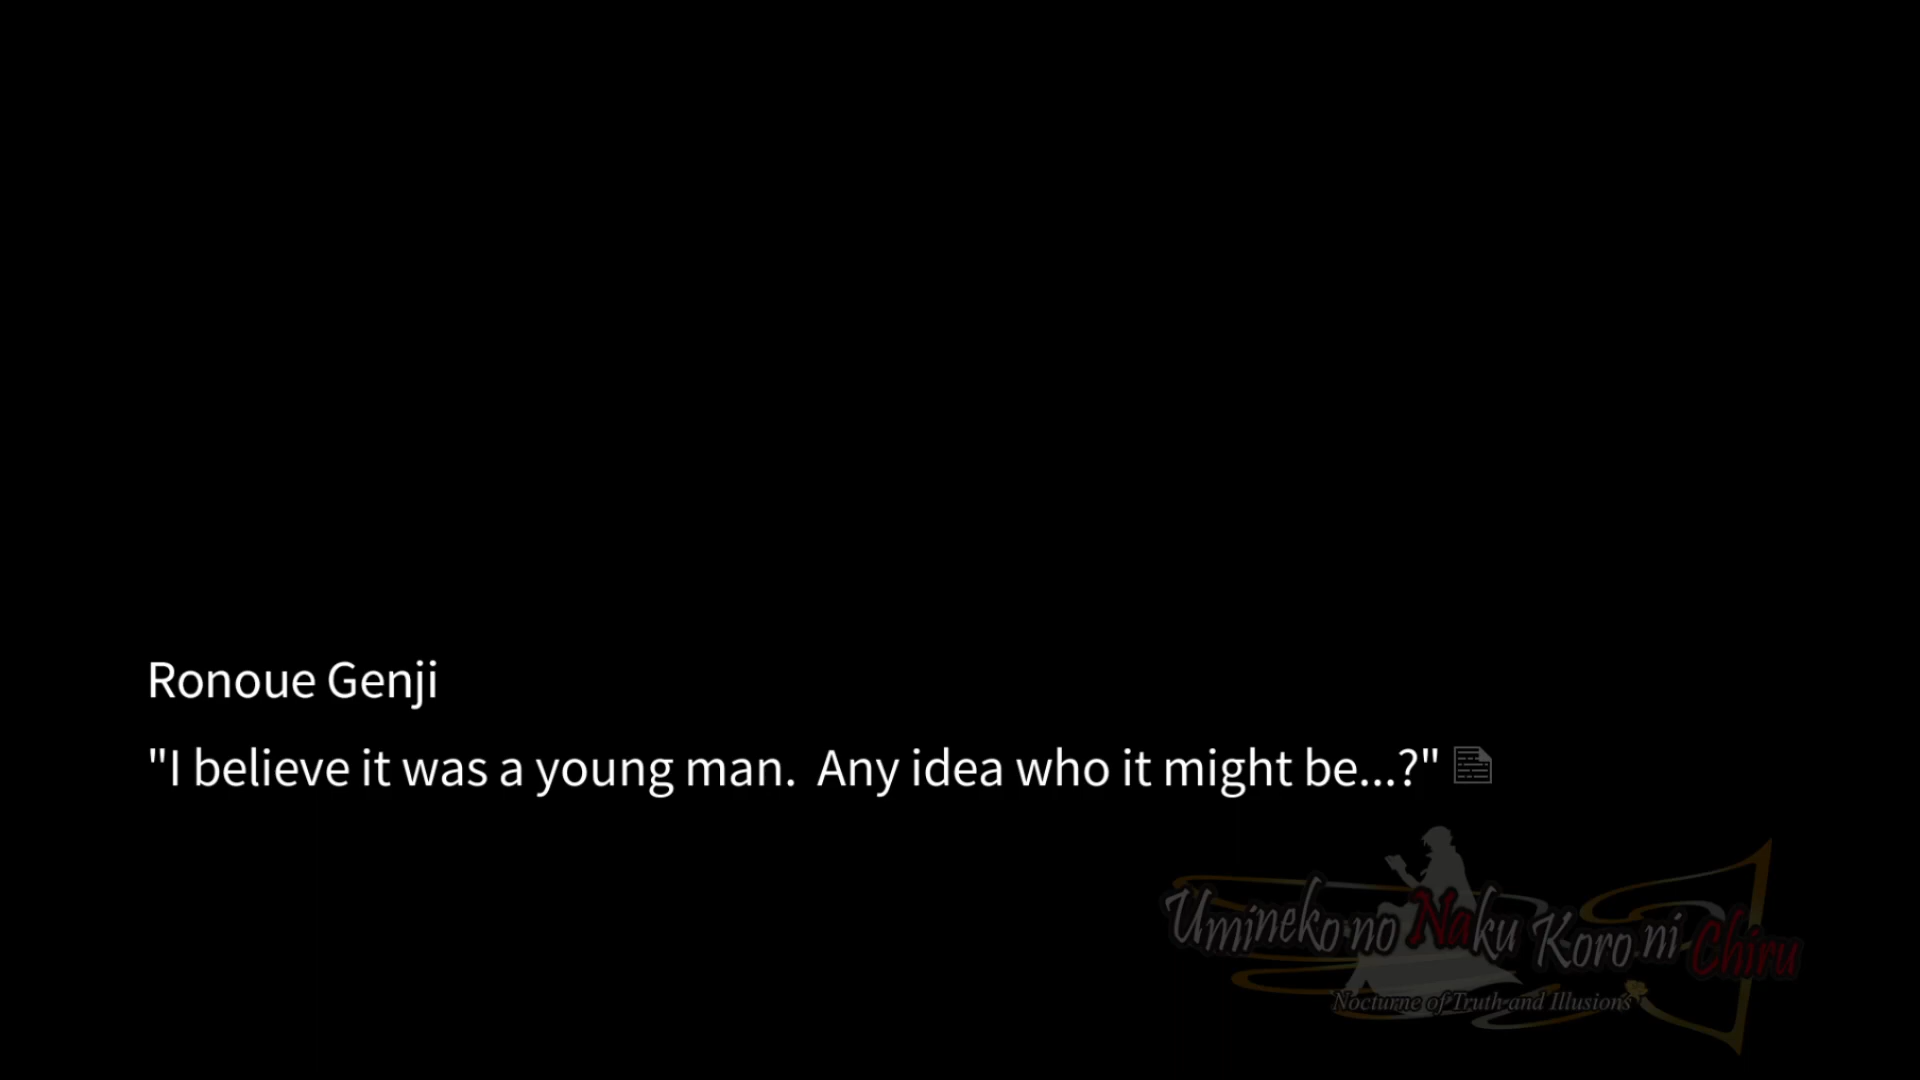 Ronoue Genji
"I believe it was a young man.  Any idea who it might be...?"
Umineko no Naku Koro ni Chiru
Nocturne of Truth and Illusions